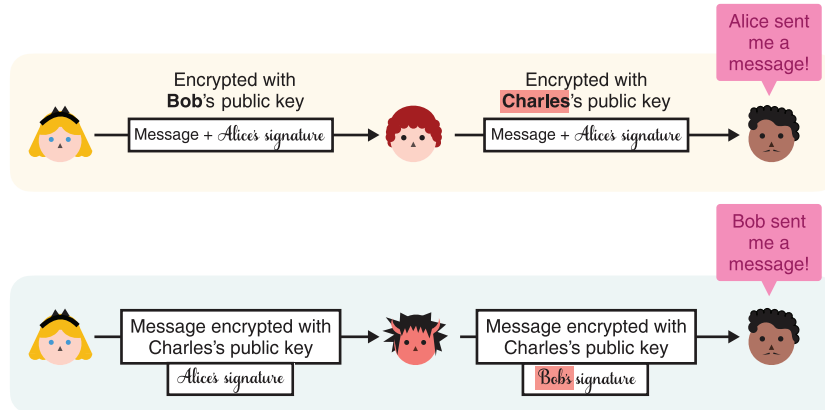 Alice sent
me a
message!
Encrypted with
Bob's public key
Encrypted with
Charles's public key
Message + Alice's signature
Message + Alice's signature
Bob sent
me a
message!
Message encrypted with
Charles's public key
Alice's signature
Message encrypted with
Charles's public key
Bob's signature